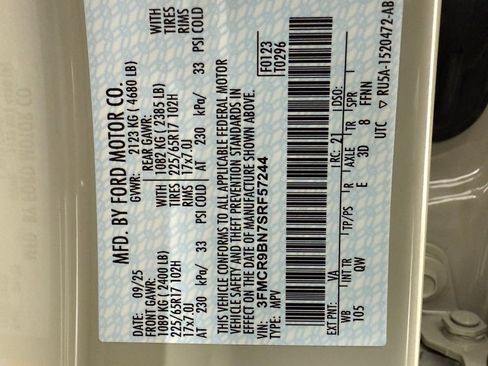 MFD. BY FORD MOTOR CO.
DATE: 09/25 GVWR: 2123 KG ( 4680 LB)
FRONT GAWR: REAR GAWR:
1089 KG ( 2400 LB) 1082 KG ( 2385 LB)
WITH 225/65R17 102H TIRES WITH 225/65R17 102H TIRES
17x7.0J RIMS 17x7.0J RIMS
AT 230 kPa/ 33 PSI COLD AT 230 kPa/ 33 PSI COLD
THIS VEHICLE CONFORMS TO ALL APPLICABLE FEDERAL MOTOR
VEHICLE SAFETY AND THEFT PREVENTION STANDARDS IN
EFFECT ON THE DATE OF MANUFACTURE SHOWN ABOVE.
VIN: 3FMCR9BN7SRF57244 F0123
TYPE: MPV T0296
EXT PNT: VA RC: 21 DSO:
WB INT TR TP/PS R AXLE TR SPR
105 QW E 3D 8 FFRN
UTC ▽ RU5A-1520472-AB